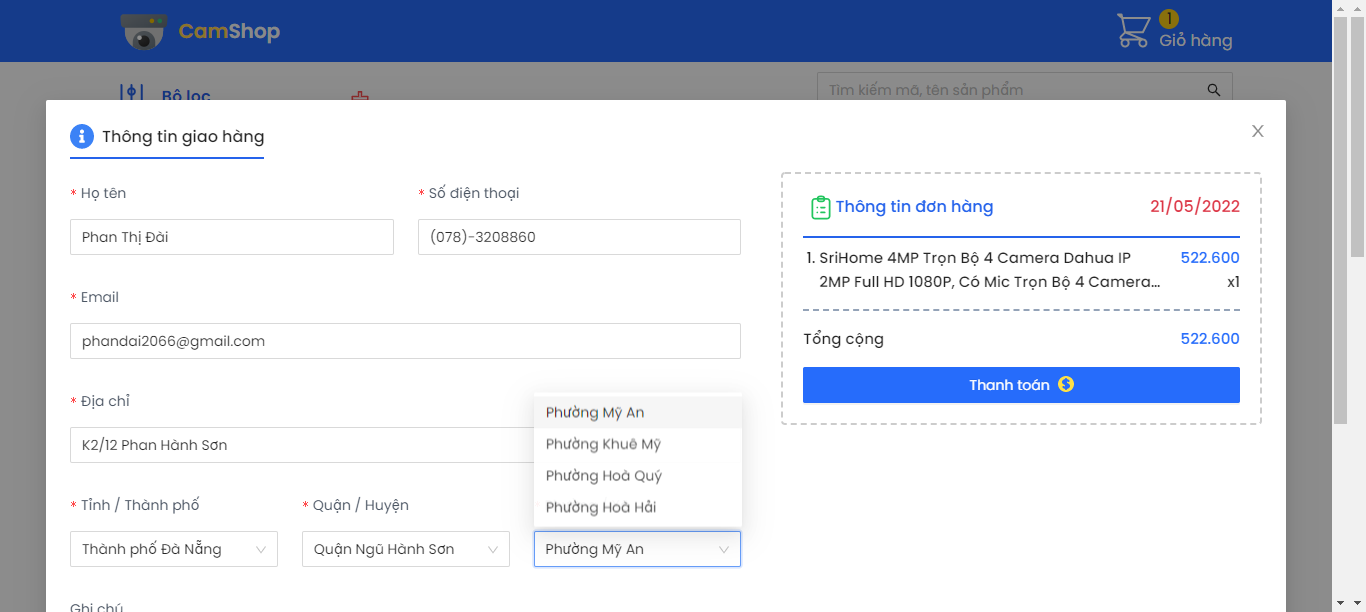 CamShop
1
Giỏ hàng
Bộ lọc
Tìm kiếm mã, tên sản phẩm
Thông tin giao hàng
* Họ tên
* Số điện thoại
Phan Thị Đài
(078)-3208860
* Email
phandai2066@gmail.com
* Địa chỉ
K2/12 Phan Hành Sơn
* Tỉnh / Thành phố
* Quận / Huyện
Thành phố Đà Nẵng
Quận Ngũ Hành Sơn
Phường Mỹ An
Phường Khuê Mỹ
Phường Hoà Quý
Phường Hoà Hải
Phường Mỹ An
Ghi chú
Thông tin đơn hàng
21/05/2022
1. SriHome 4MP Trọn Bộ 4 Camera Dahua IP
522.600
2MP Full HD 1080P, Có Mic Trọn Bộ 4 Camera...
x1
Tổng cộng
522.600
Thanh toán $